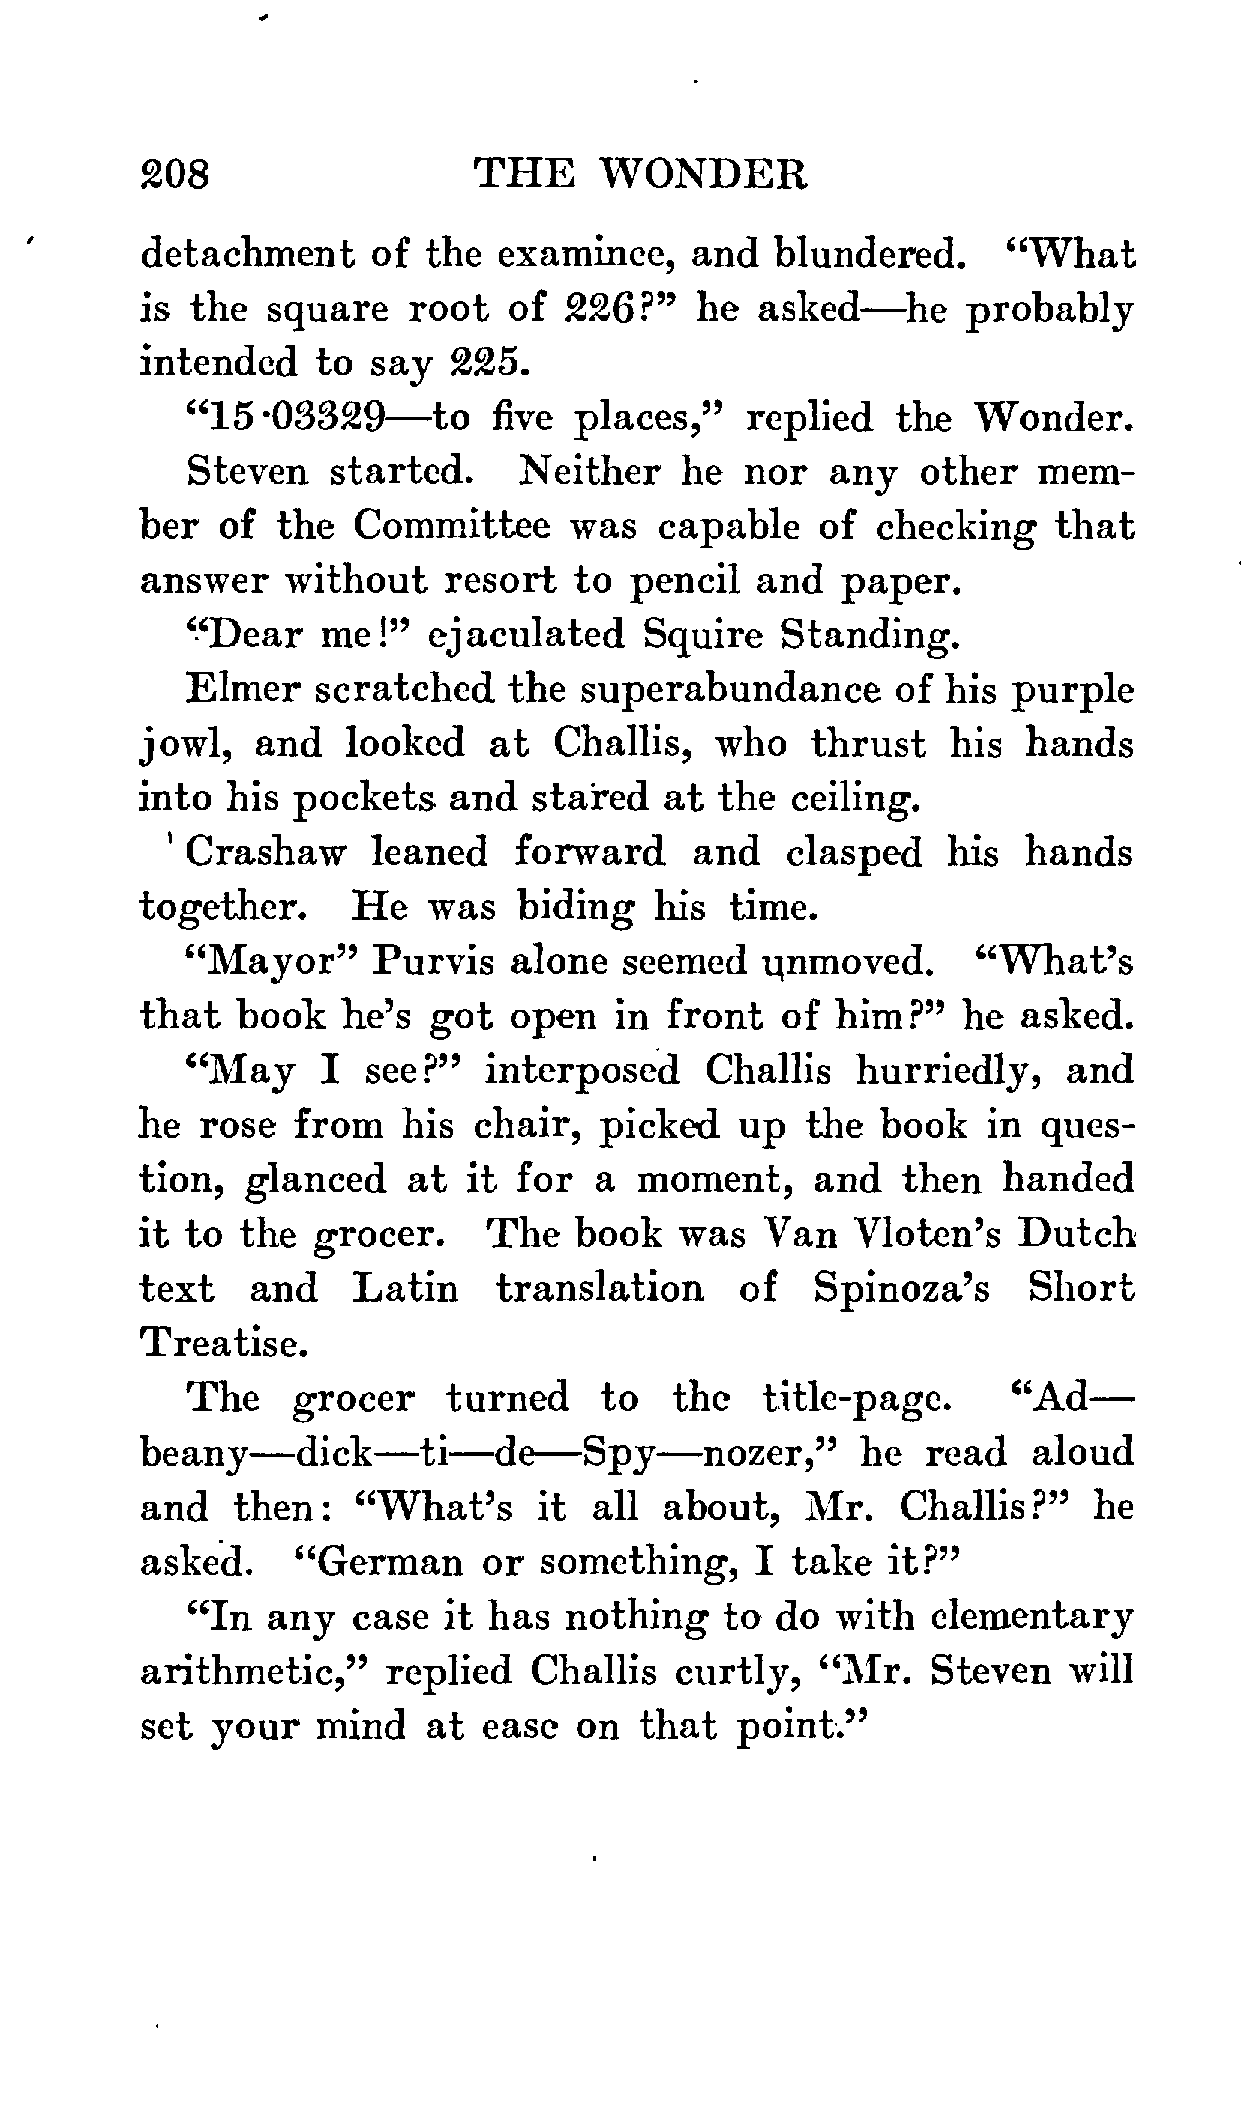 208 THE WONDER
detachment of the examinee, and blundered. "What
is the square root of 226?" he asked—he probably
intended to say 225.
"15·03329—to five places," replied the Wonder.
Steven started. Neither he nor any other mem-
ber of the Committee was capable of checking that
answer without resort to pencil and paper.
"Dear me!" ejaculated Squire Standing.
Elmer scratched the superabundance of his purple
jowl, and looked at Challis, who thrust his hands
into his pockets and stared at the ceiling.
Crashaw leaned forward and clasped his hands
together. He was biding his time.
"Mayor" Purvis alone seemed unmoved. "What's
that book he's got open in front of him?" he asked.
"May I see?" interposed Challis hurriedly, and
he rose from his chair, picked up the book in ques-
tion, glanced at it for a moment, and then handed
it to the grocer. The book was Van Vloten's Dutch
text and Latin translation of Spinoza's Short
Treatise.
The grocer turned to the title-page. "Ad—
beany—dick—ti—de—Spy—nozer," he read aloud
and then: "What's it all about, Mr. Challis?" he
asked. "German or something, I take it?"
"In any case it has nothing to do with elementary
arithmetic," replied Challis curtly, "Mr. Steven will
set your mind at ease on that point."